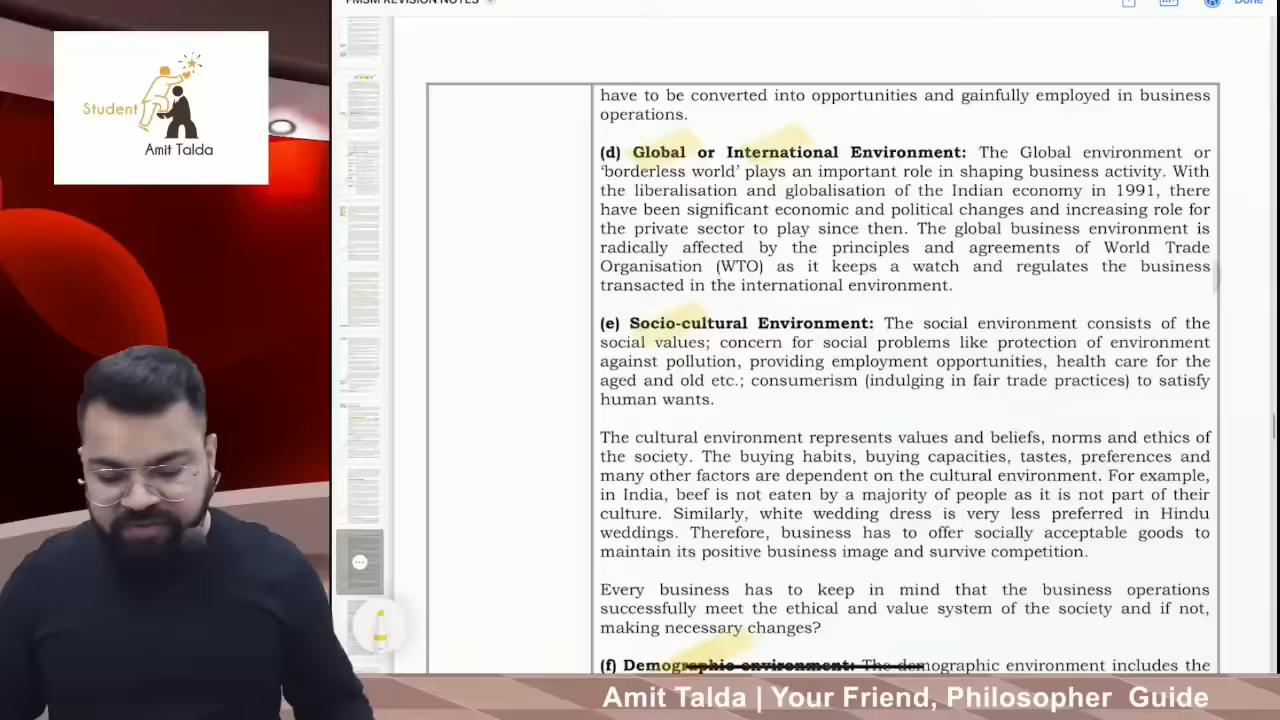 FMSM REVISION NOTES
Done
Student
Amit Talda
have to be converted into opportunities and gainfully employed in business
operations.
(d) Global or International Environment: The Global environment or
'borderless world' plays an important role in shaping business activity. With
the liberalisation and globalisation of the Indian economy in 1991, there
have been significant economic and political changes and increasing role for
the private sector to play since then. The global business environment is
radically affected by the principles and agreements of World Trade
Organisation (WTO) as it keeps a watch and regulates the business
transacted in the international environment.
(e) Socio-cultural Environment: The social environment consists of the
social values; concern for social problems like protection of environment
against pollution, providing employment opportunities, health care for the
aged and old etc.; consumerism (indulging in fair trade practices) to satisfy
human wants.
The cultural environment represents values and beliefs, norms and ethics of
the society. The buying habits, buying capacities, tastes, preferences and
many other factors are dependent on the cultural environment. For example,
in India, beef is not eaten by a majority of people as it is not part of their
culture. Similarly, white wedding dress is very less preferred in Hindu
weddings. Therefore, business has to offer socially acceptable goods to
maintain its positive business image and survive competition.
Every business has to keep in mind that the business operations
successfully meet the ethical and value system of the society and if not,
making necessary changes?
(f) Demographic environment: The demographic environment includes the
Amit Talda | Your Friend, Philosopher Guide